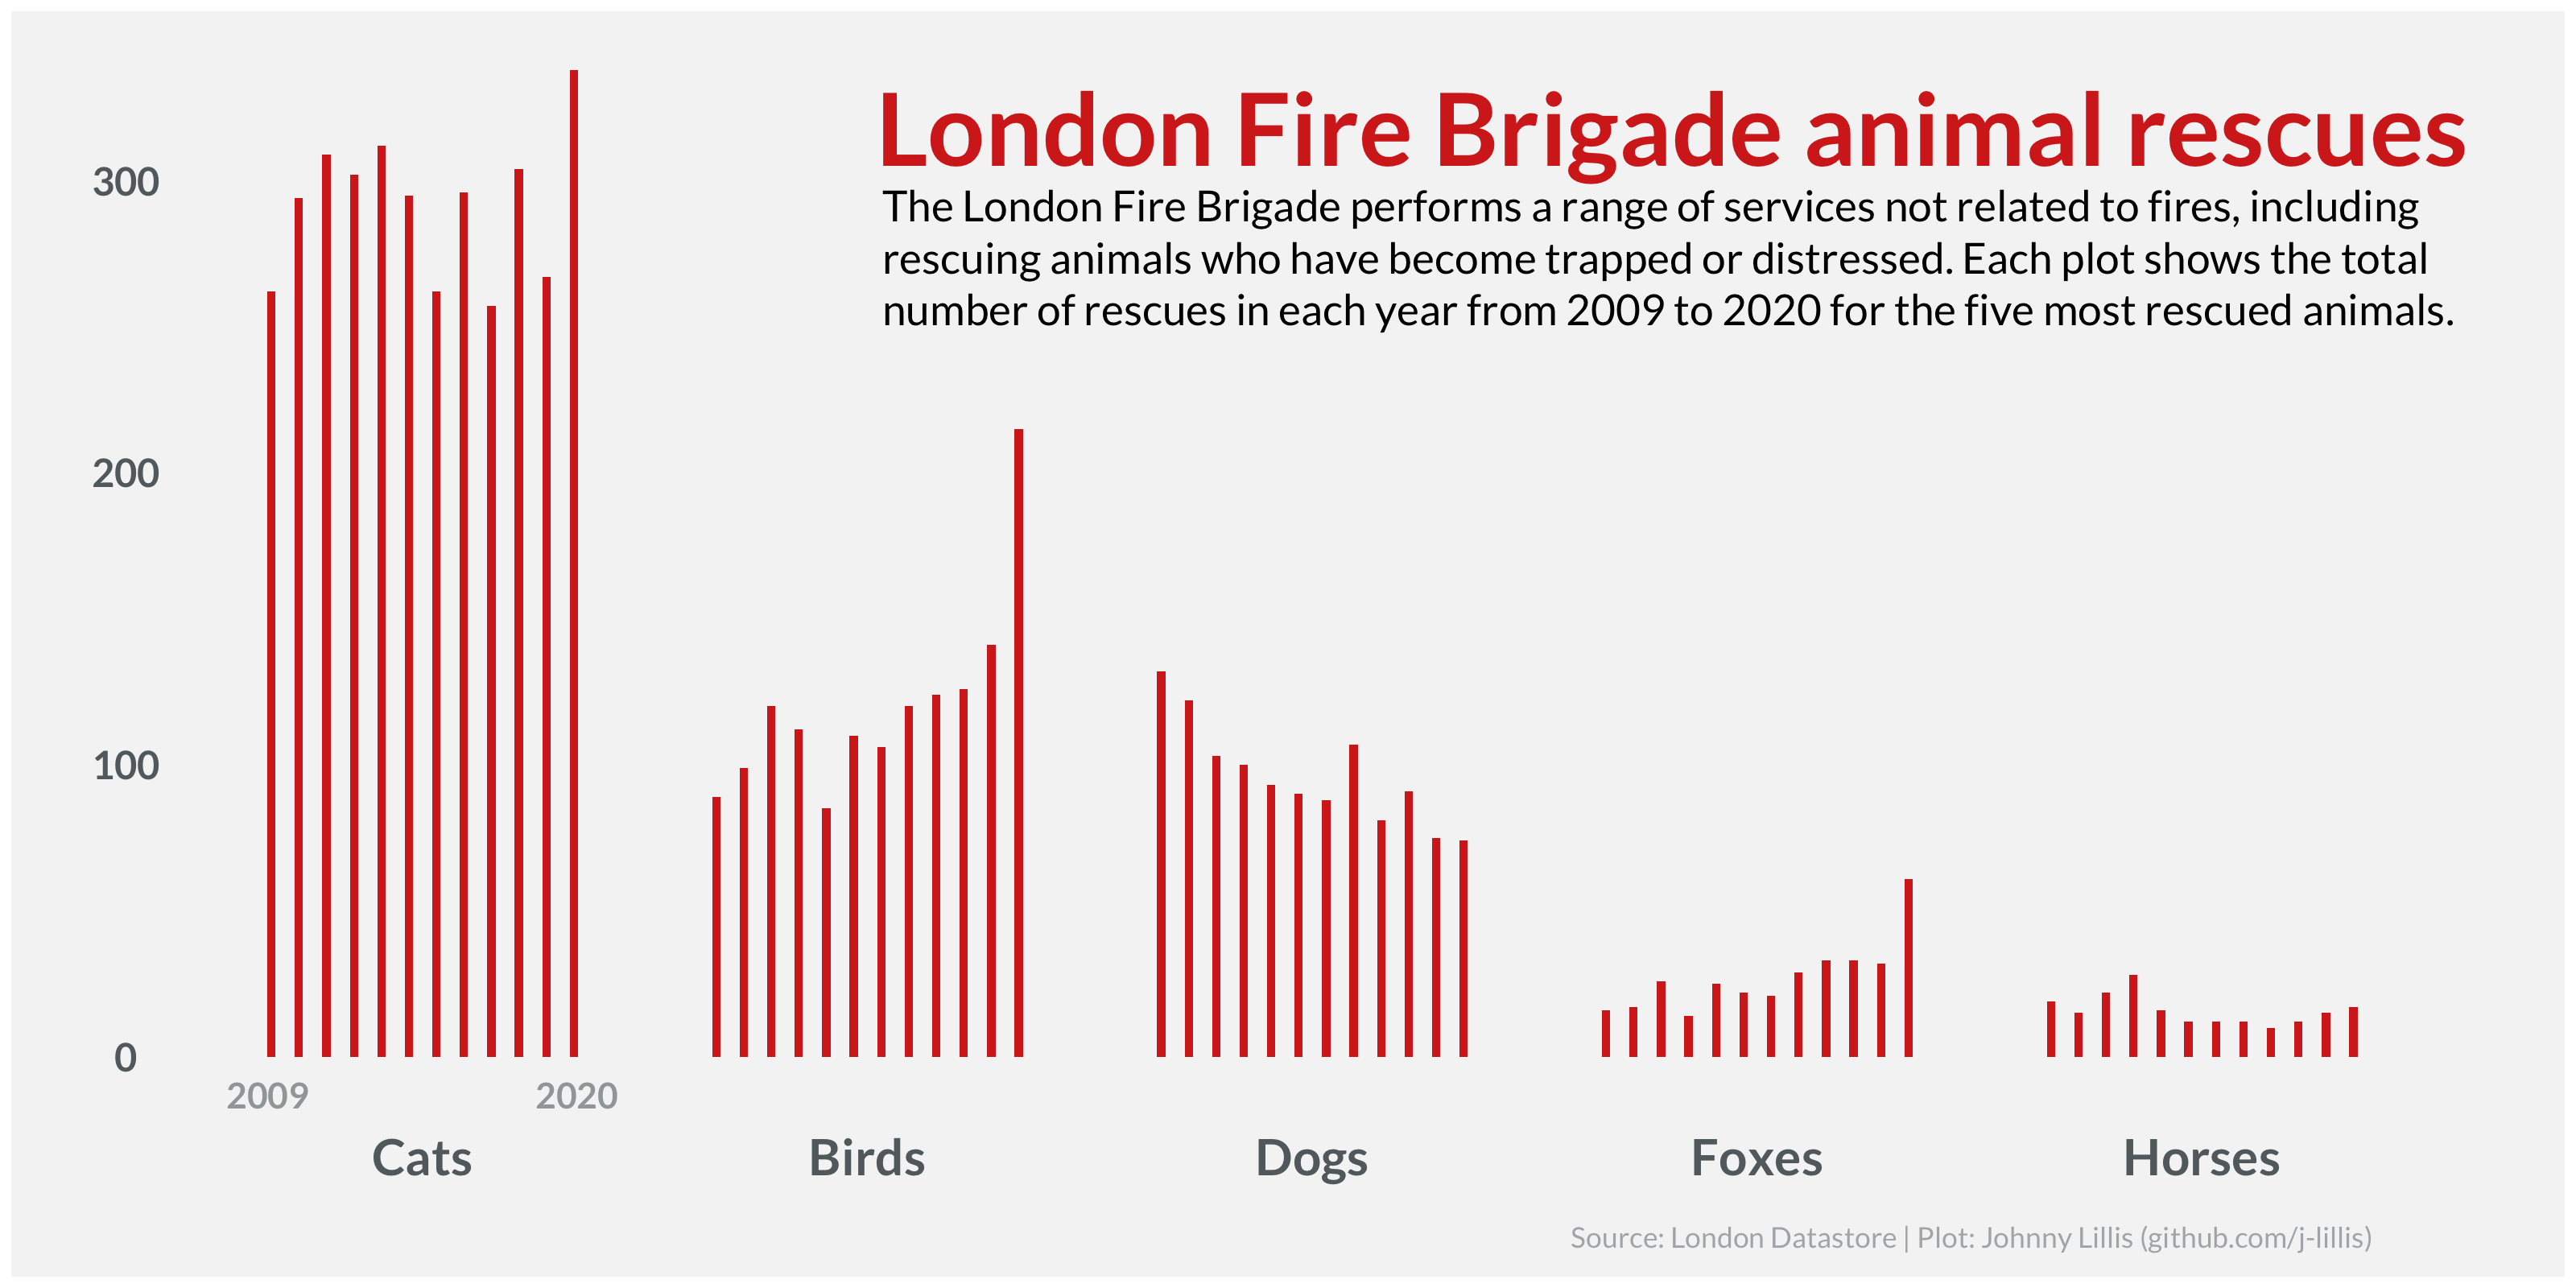 London Fire Brigade animal rescues
The London Fire Brigade performs a range of services not related to fires, including
rescuing animals who have become trapped or distressed. Each plot shows the total
number of rescues in each year from 2009 to 2020 for the five most rescued animals.
300
200
100
0
2009 2020
Cats Birds Dogs Foxes Horses
Source: London Datastore | Plot: Johnny Lillis (github.com/j-lillis)